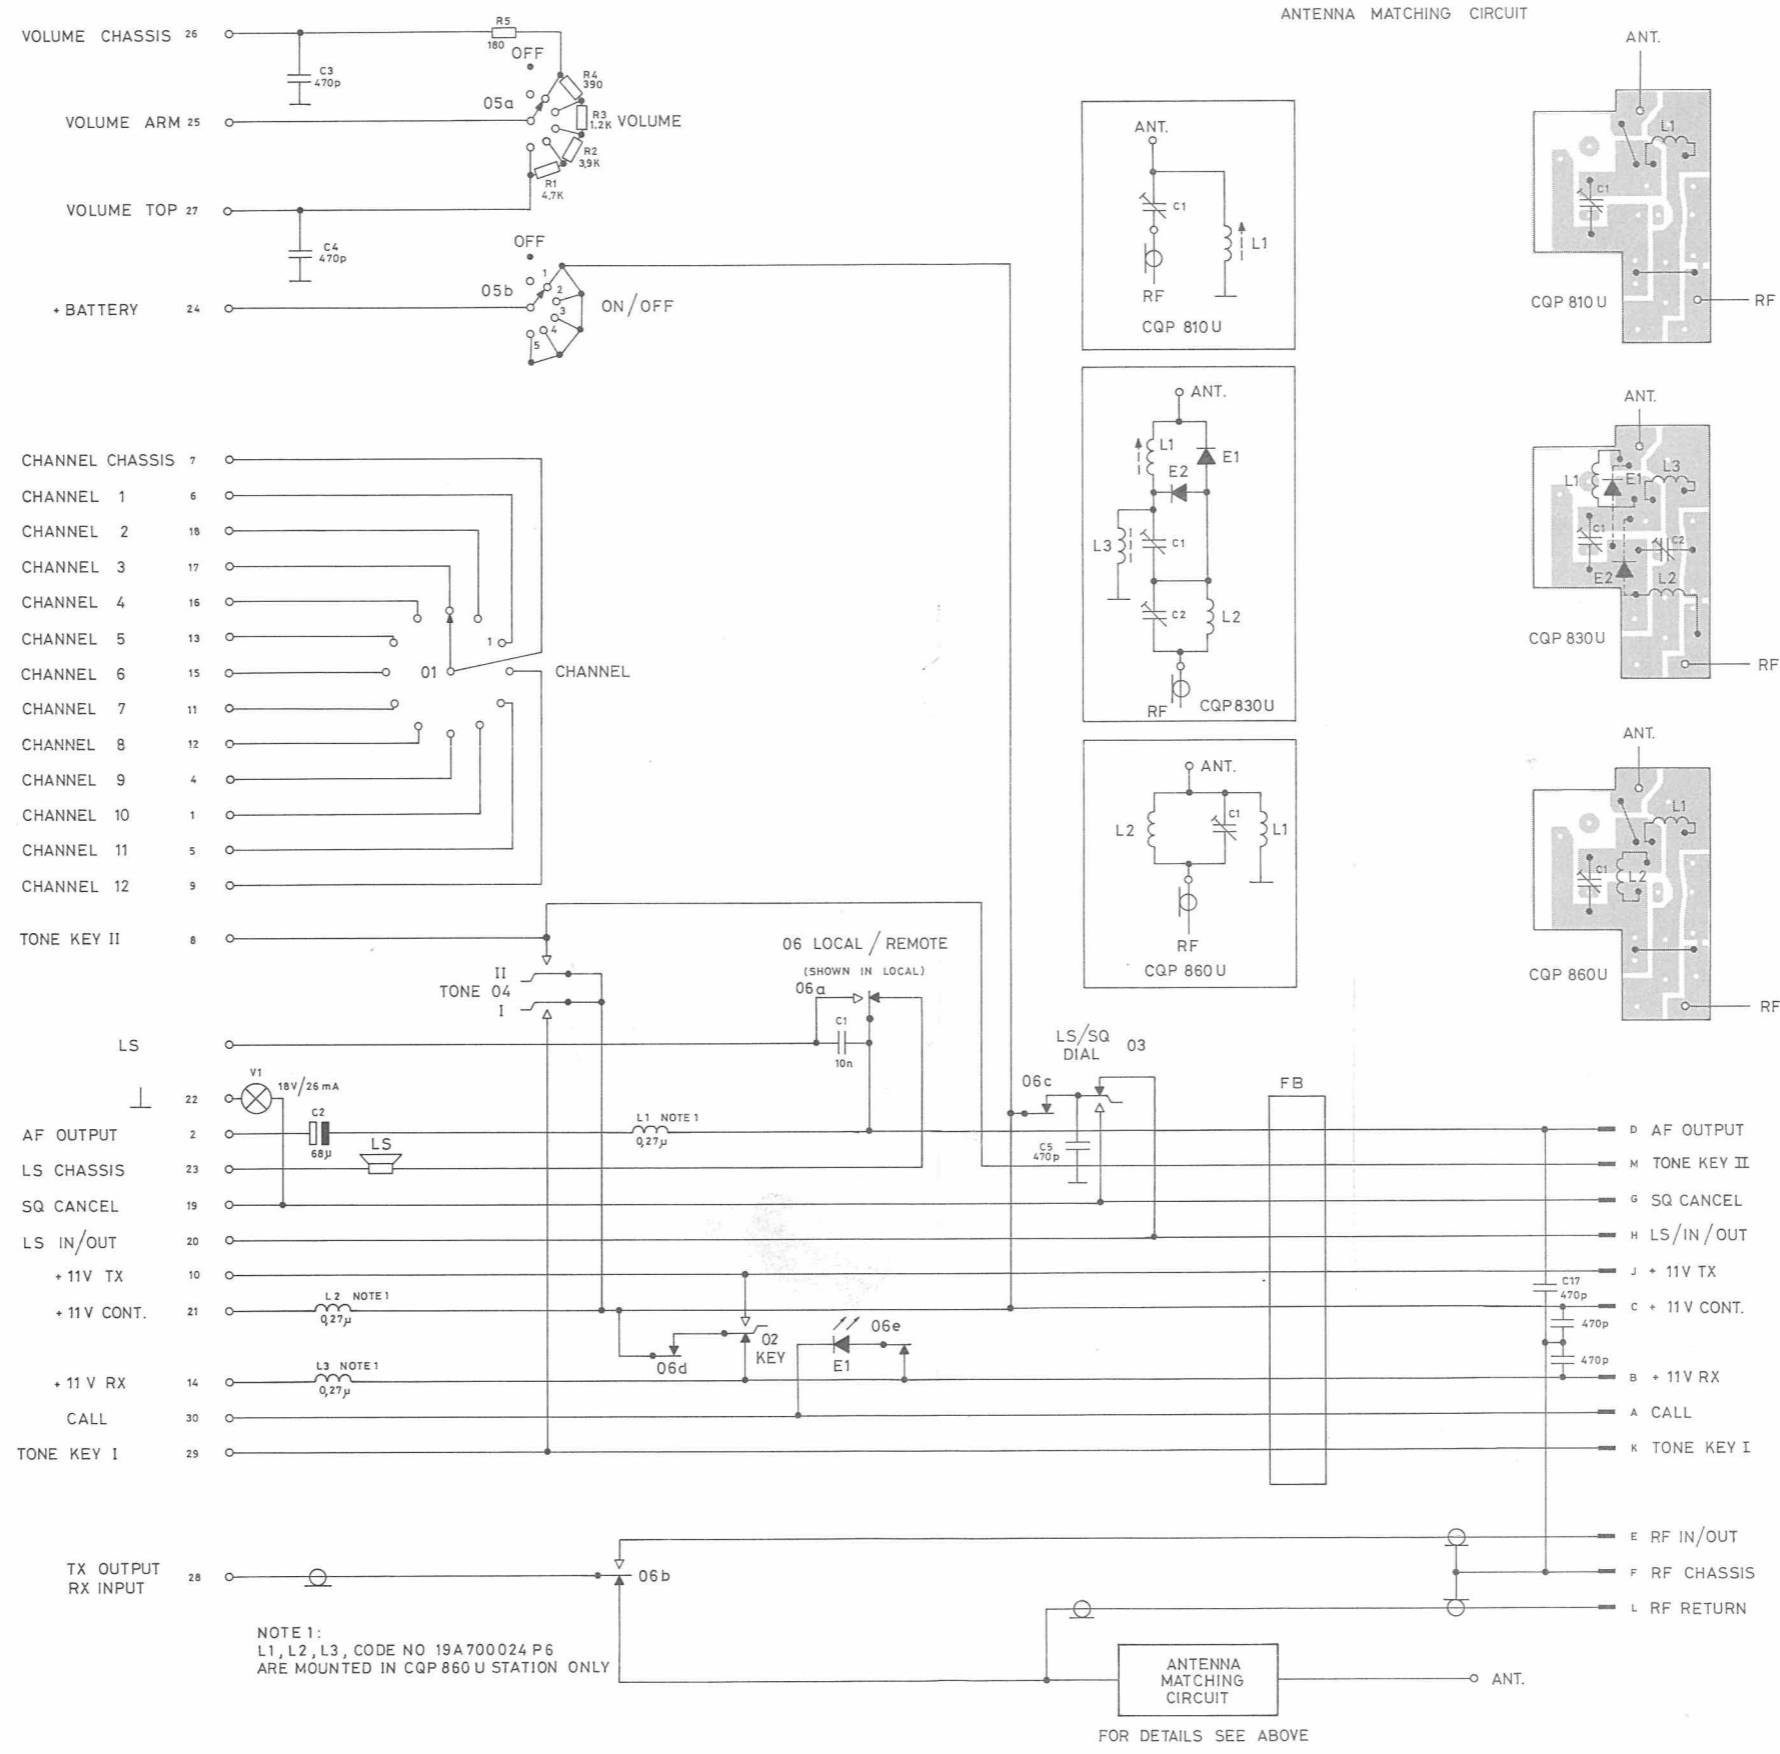 ANTENNA MATCHING CIRCUIT
VOLUME CHASSIS 26
R5
180
OFF
C3
470p
R4
390
05a
VOLUME ARM 25
R3
1,2K VOLUME
R2
3,9K
R1
4,7K
VOLUME TOP 27
C4
470p
OFF
05b
1
2
3
4
5
ON/OFF
+ BATTERY 24
ANT.
C1
L1
RF
CQP 810 U
ANT.
L1
C1
CQP 810 U
RF
ANT.
L1
E1
E2
L3
C1
C2
L2
RF
CQP 830 U
ANT.
L1
E1
L3
C1
C2
E2
L2
CQP 830 U
RF
ANT.
L2
C1
L1
RF
CQP 860 U
ANT.
L1
C1
L2
CQP 860 U
RF
CHANNEL CHASSIS 7
CHANNEL 1 6
CHANNEL 2 18
CHANNEL 3 17
CHANNEL 4 16
CHANNEL 5 13
1
CHANNEL 6 15
01
CHANNEL
CHANNEL 7 11
CHANNEL 8 12
CHANNEL 9 4
CHANNEL 10 1
CHANNEL 11 5
CHANNEL 12 9
TONE KEY II 8
II
TONE 04
I
06 LOCAL / REMOTE
(SHOWN IN LOCAL)
06a
C1
10n
LS
V1
18V/26 mA
22
C2
68µ
AF OUTPUT 2
L1 NOTE 1
0,27µ
LS
LS CHASSIS 23
SQ CANCEL 19
LS IN/OUT 20
+ 11V TX 10
+ 11V CONT. 21
L2 NOTE 1
0,27µ
+ 11 V RX 14
L3 NOTE 1
0,27µ
CALL 30
TONE KEY I 29
06d
02
KEY
E1
06e
LS/SQ
DIAL 03
06c
C5
470p
FB
D AF OUTPUT
M TONE KEY II
G SQ CANCEL
H LS/IN/OUT
J + 11V TX
C17
470p
C + 11V CONT.
470p
470p
B + 11V RX
A CALL
K TONE KEY I
E RF IN/OUT
F RF CHASSIS
L RF RETURN
TX OUTPUT
RX INPUT
28
06b
NOTE 1:
L1, L2, L3, CODE NO 19A700024 P6
ARE MOUNTED IN CQP 860 U STATION ONLY
ANTENNA
MATCHING
CIRCUIT
ANT.
FOR DETAILS SEE ABOVE